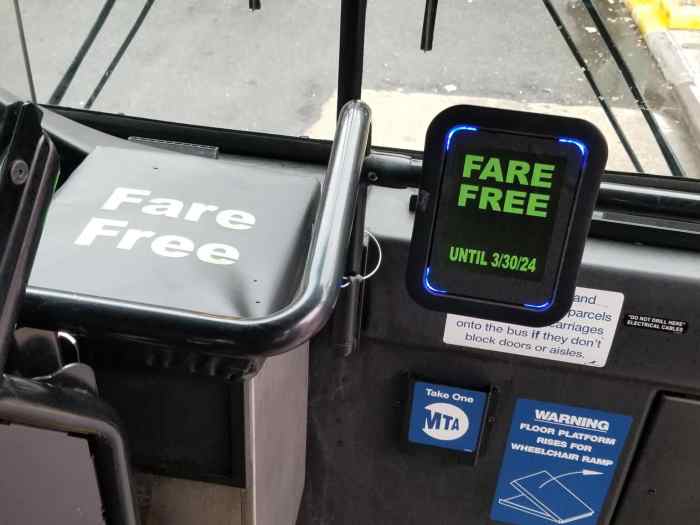 Fare
Free
FARE
FREE
UNTIL 3/30/24
and
parcels
onto the bus if they don't
block doors or aisles.
"DO NOT DRILL HERE"
ELECTRICAL CABLES
Take One
MTA
WARNING
FLOOR PLATFORM
RISES FOR
WHEELCHAIR RAMP